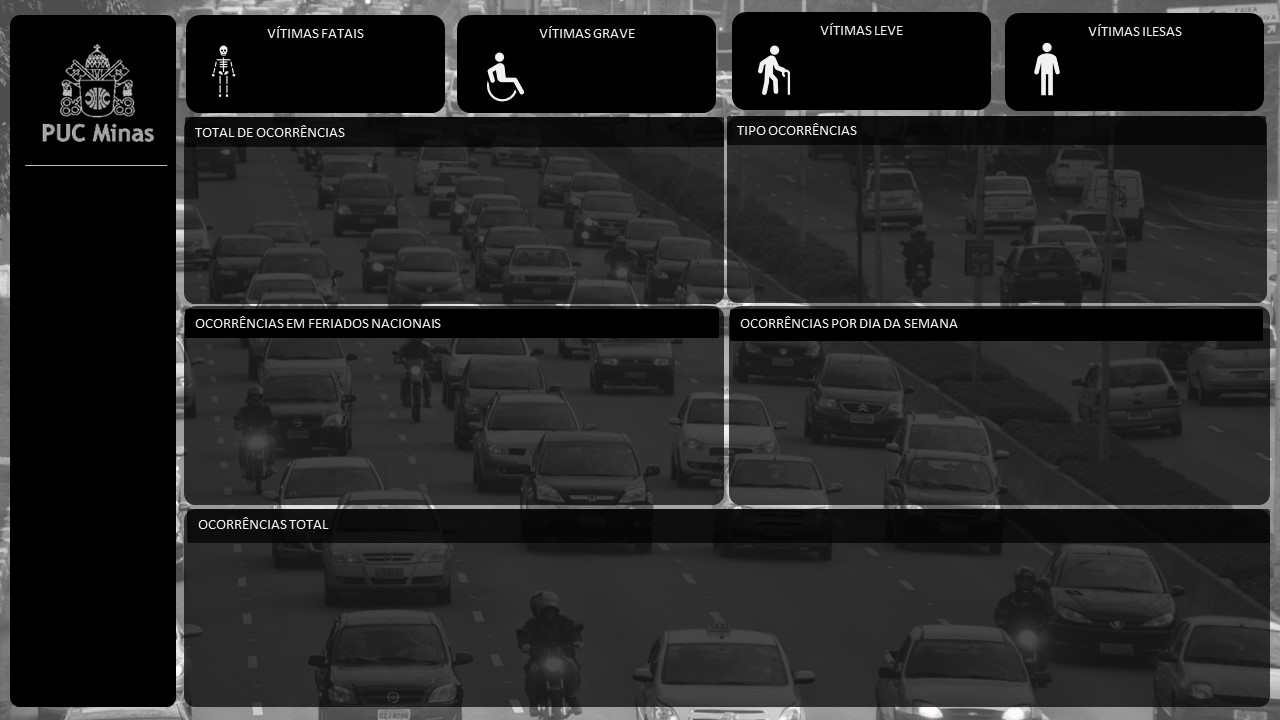 PUC Minas
VÍTIMAS FATAIS
VÍTIMAS GRAVE
VÍTIMAS LEVE
VÍTIMAS ILESAS
TOTAL DE OCORRÊNCIAS
TIPO OCORRÊNCIAS
OCORRÊNCIAS EM FERIADOS NACIONAIS
OCORRÊNCIAS POR DIA DA SEMANA
OCORRÊNCIAS TOTAL